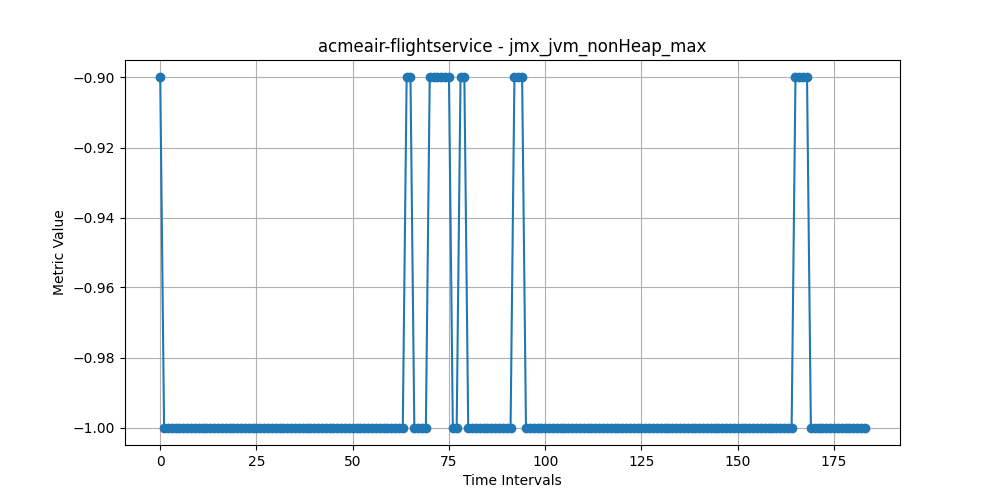 acmeair-flightservice - jmx_jvm_nonHeap_max
Metric Value
−0.90
−0.92
−0.94
−0.96
−0.98
−1.00
0 25 50 75 100 125 150 175
Time Intervals